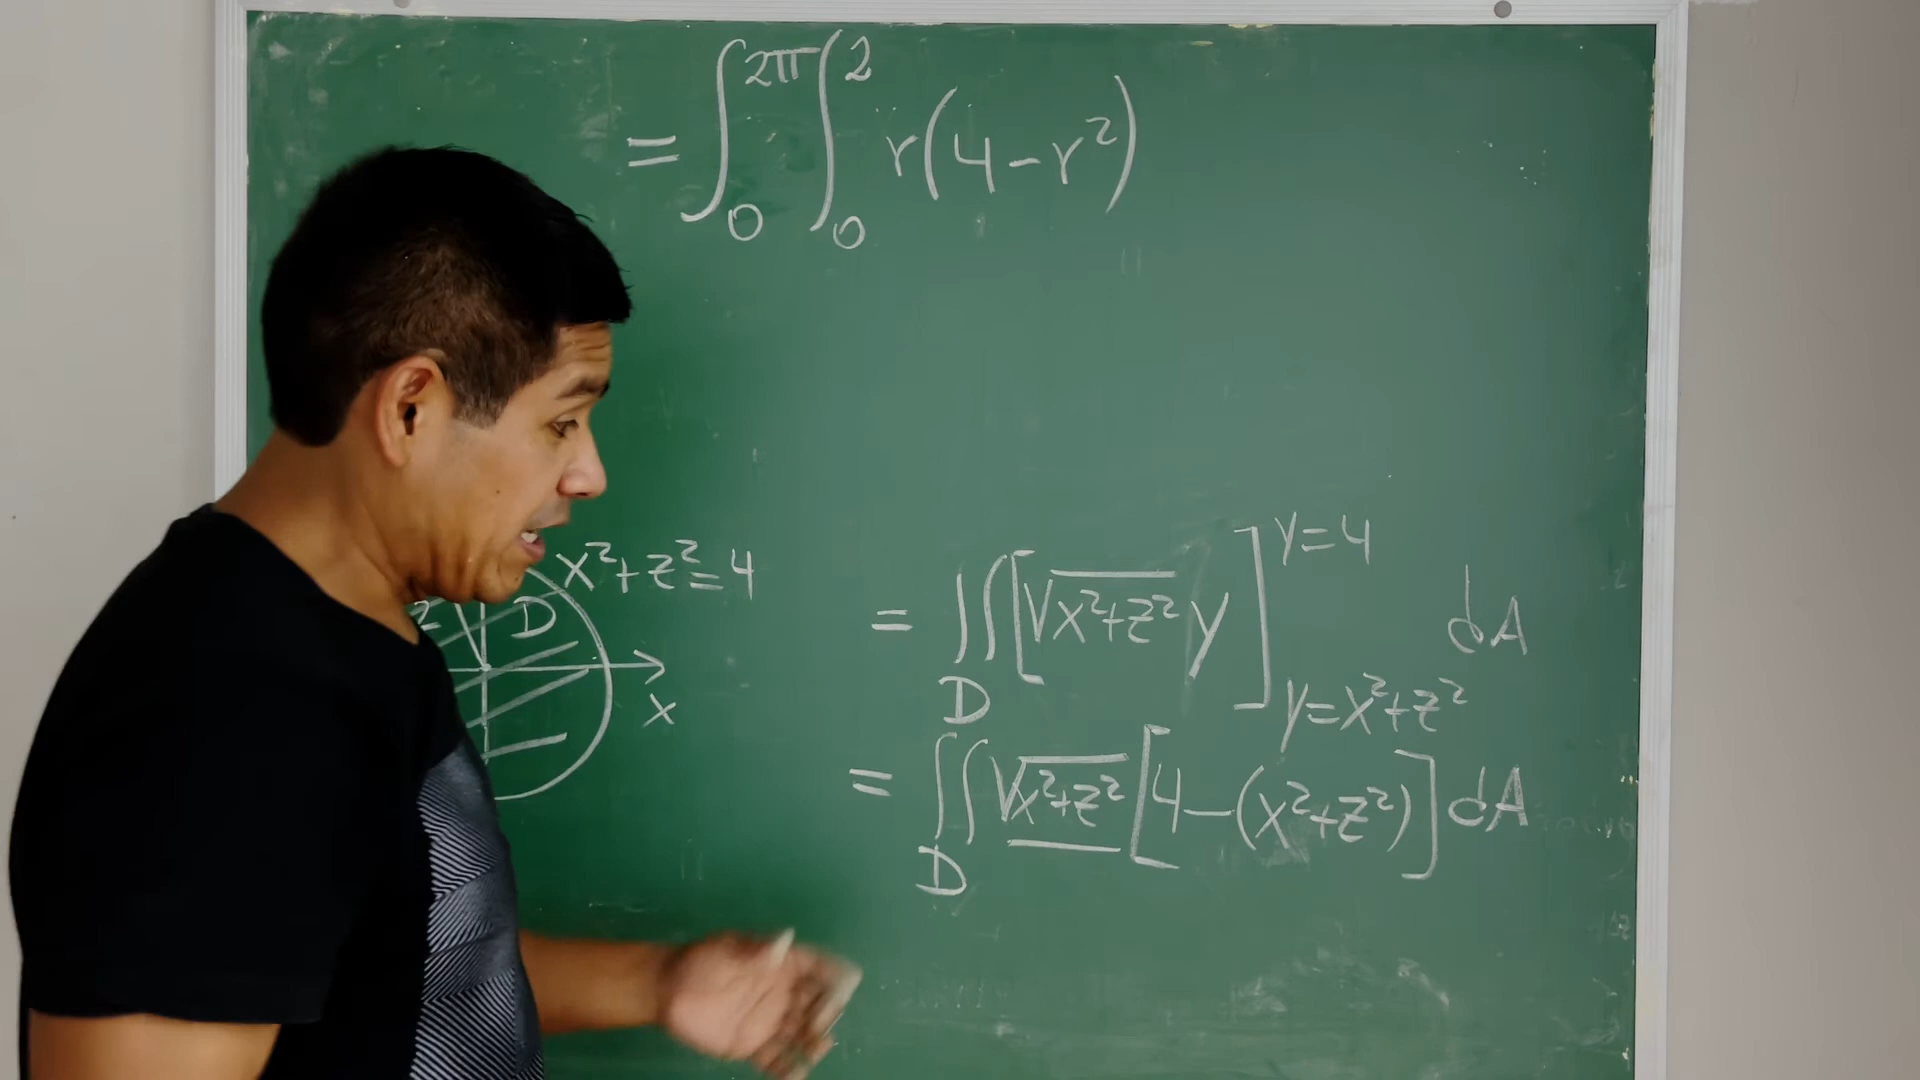 = ∫₀^2π ∫₀^2 r(4-r²)
x²+z²=4
D
x
= ∬_D [√(x²+z²) y]_{y=x²+z²}^{y=4} dA
= ∬_D √(x²+z²) [4-(x²+z²)] dA